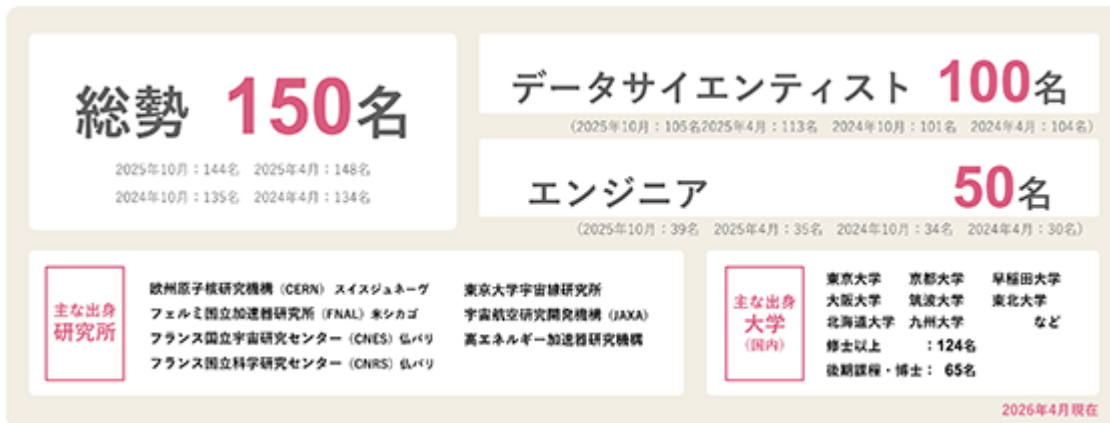 総勢 150名
2025年10月：144名　2025年4月：148名
2024年10月：135名　2024年4月：134名
データサイエンティスト 100名
（2025年10月：105名2025年4月：113名　2024年10月：101名　2024年4月：104名）
エンジニア 50名
（2025年10月：39名　2025年4月：35名　2024年10月：34名　2024年4月：30名）
主な出身
研究所
欧州原子核研究機構（CERN）スイスジュネーヴ
フェルミ国立加速器研究所（FNAL）米シカゴ
フランス国立宇宙研究センター（CNES）仏パリ
フランス国立科学研究センター（CNRS）仏パリ
東京大学宇宙線研究所
宇宙航空研究開発機構（JAXA）
高エネルギー加速器研究機構
主な出身
大学
（国内）
東京大学　京都大学　早稲田大学
大阪大学　筑波大学　東北大学
北海道大学　九州大学　など
修士以上　：124名
後期課程・博士：65名
2026年4月現在